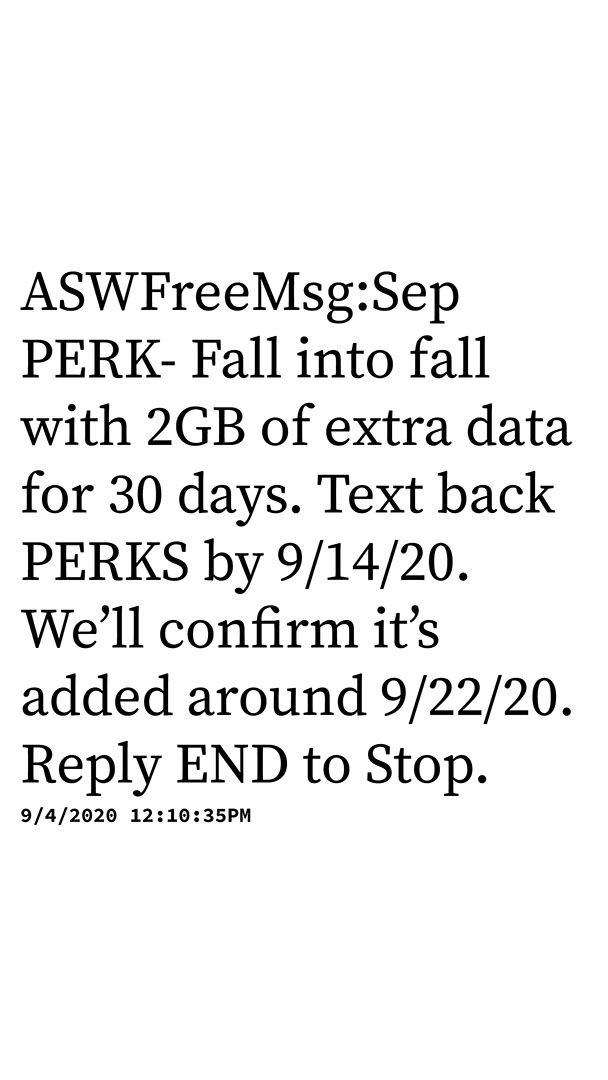 ASWFreeMsg:Sep
PERK- Fall into fall
with 2GB of extra data
for 30 days. Text back
PERKS by 9/14/20.
We’ll confirm it’s
added around 9/22/20.
Reply END to Stop.
9/4/2020 12:10:35PM